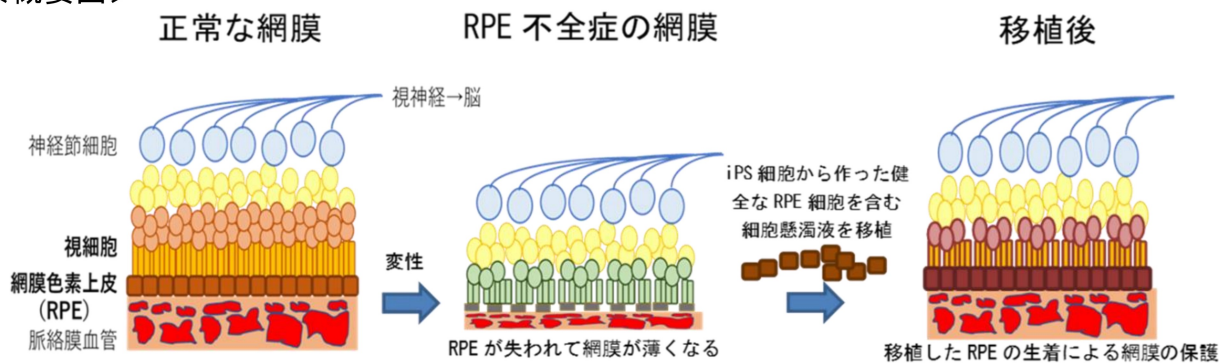 正常な網膜
RPE 不全症の網膜
移植後
視神経→脳
神経節細胞
視細胞
網膜色素上皮
(RPE)
脈絡膜血管
変性
RPE が失われて網膜が薄くなる
iPS 細胞から作った健
全な RPE 細胞を含む
細胞懸濁液を移植
移植した RPE の生着による網膜の保護